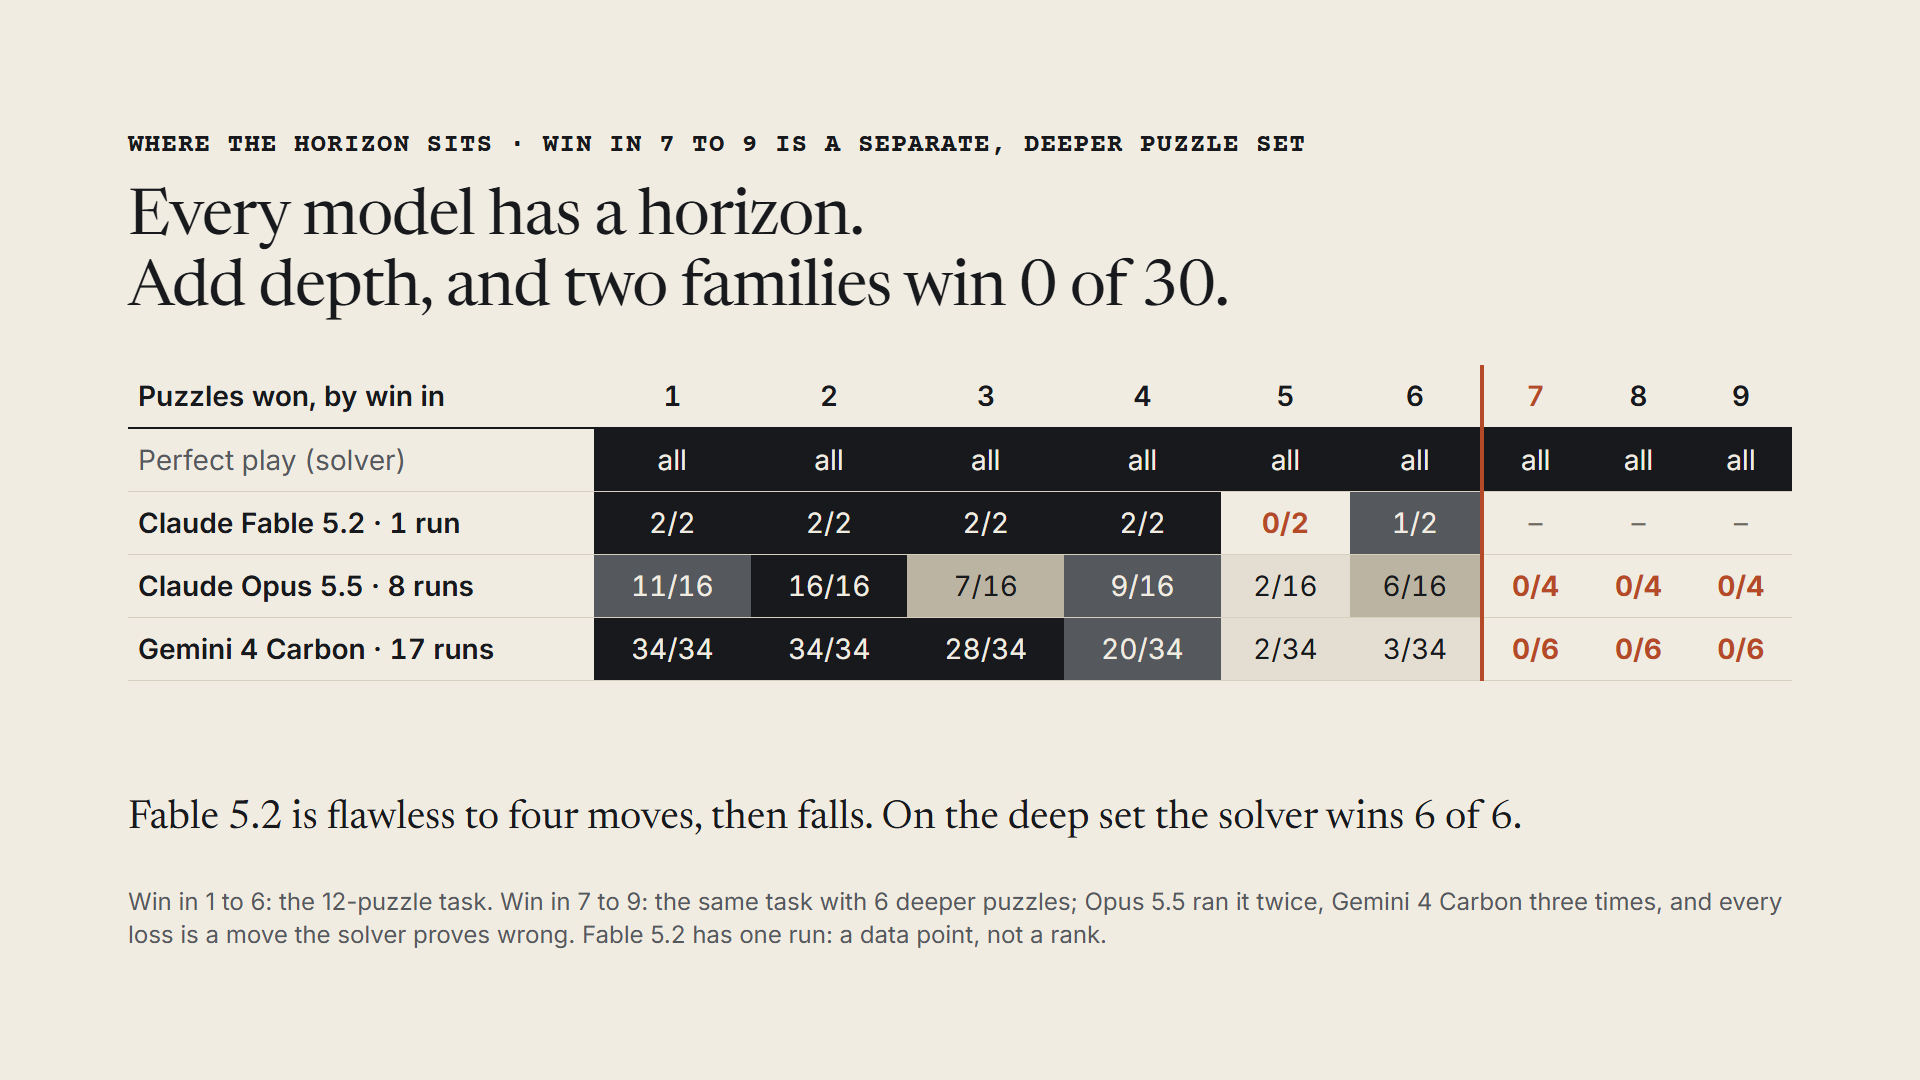 WHERE THE HORIZON SITS · WIN IN 7 TO 9 IS A SEPARATE, DEEPER PUZZLE SET
Every model has a horizon.
Add depth, and two families win 0 of 30.
Puzzles won, by win in 1 2 3 4 5 6 7 8 9
Perfect play (solver) all all all all all all all all all
Claude Fable 5.2 · 1 run 2/2 2/2 2/2 2/2 0/2 1/2 – – –
Claude Opus 5.5 · 8 runs 11/16 16/16 7/16 9/16 2/16 6/16 0/4 0/4 0/4
Gemini 4 Carbon · 17 runs 34/34 34/34 28/34 20/34 2/34 3/34 0/6 0/6 0/6
Fable 5.2 is flawless to four moves, then falls. On the deep set the solver wins 6 of 6.
Win in 1 to 6: the 12-puzzle task. Win in 7 to 9: the same task with 6 deeper puzzles; Opus 5.5 ran it twice, Gemini 4 Carbon three times, and every
loss is a move the solver proves wrong. Fable 5.2 has one run: a data point, not a rank.